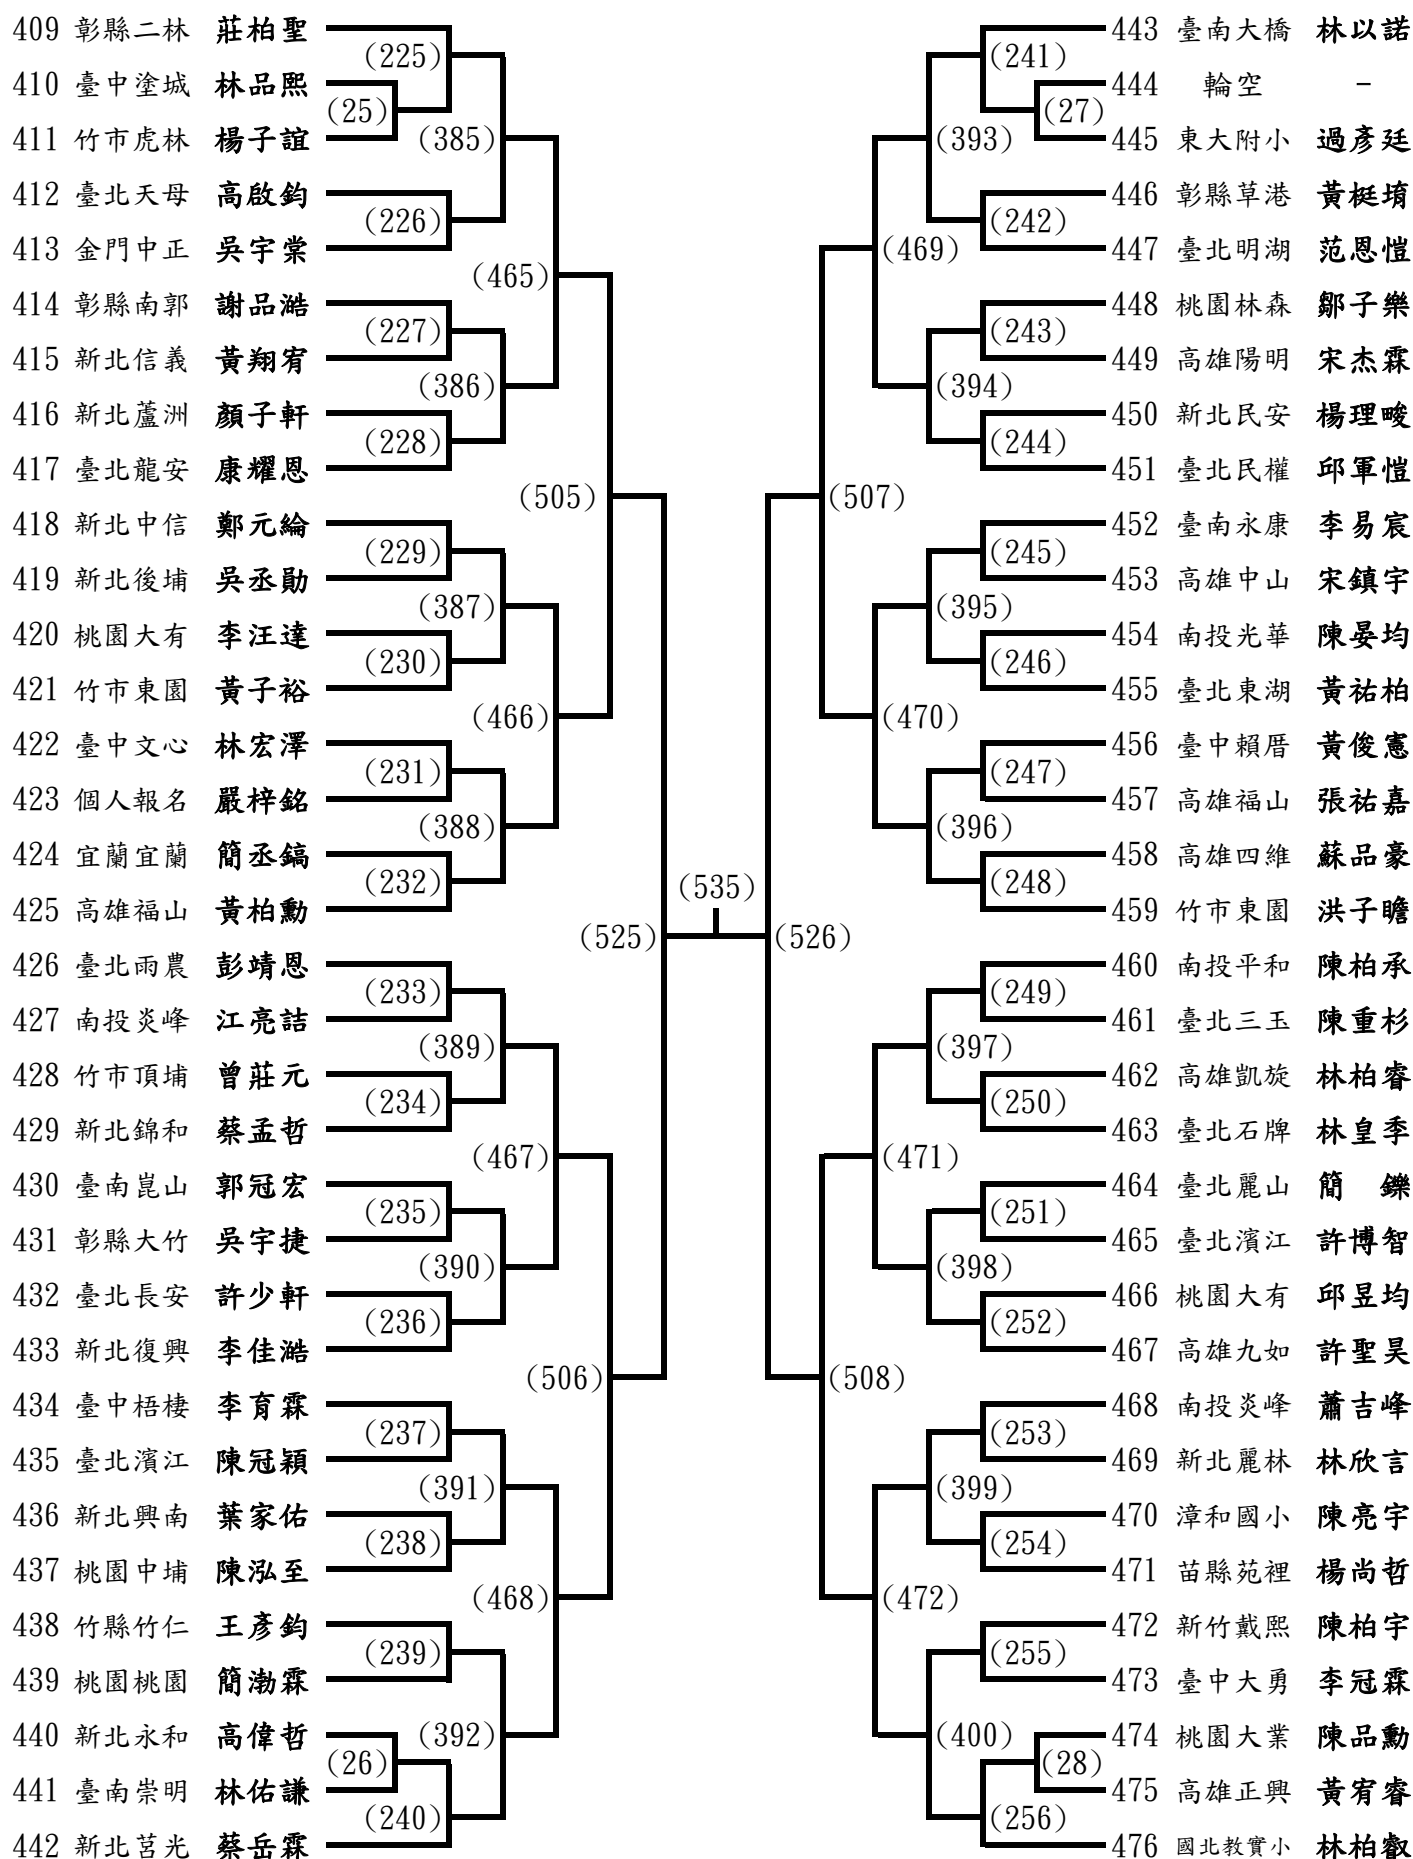 409 彰縣二林 莊柏聖
410 臺中塗城 林品熙
411 竹市虎林 楊子誼
412 臺北天母 高啟鈞
413 金門中正 吳宇棠
414 彰縣南郭 謝品澔
415 新北信義 黃翔宥
416 新北蘆洲 顏子軒
417 臺北龍安 康耀恩
418 新北中信 鄭元綸
419 新北後埔 吳丞勛
420 桃園大有 李汪達
421 竹市東園 黃子裕
422 臺中文心 林宏澤
423 個人報名 嚴梓銘
424 宜蘭宜蘭 簡丞鎬
425 高雄福山 黃柏勳
426 臺北雨農 彭靖恩
427 南投炎峰 江亮詰
428 竹市頂埔 曾莊元
429 新北錦和 蔡孟哲
430 臺南崑山 郭冠宏
431 彰縣大竹 吳宇捷
432 臺北長安 許少軒
433 新北復興 李佳澔
434 臺中梧棲 李育霖
435 臺北濱江 陳冠穎
436 新北興南 葉家佑
437 桃園中埔 陳泓至
438 竹縣竹仁 王彥鈞
439 桃園桃園 簡渤霖
440 新北永和 高偉哲
441 臺南崇明 林佑謙
442 新北莒光 蔡岳霖
(225)
(25)
(385)
(226)
(465)
(227)
(386)
(228)
(505)
(229)
(387)
(230)
(466)
(231)
(388)
(232)
(525)
(233)
(389)
(234)
(467)
(235)
(390)
(236)
(506)
(237)
(391)
(238)
(468)
(239)
(392)
(26)
(240)
(535)
(241)
(27)
(393)
(242)
(469)
(243)
(394)
(244)
(507)
(245)
(395)
(246)
(470)
(247)
(396)
(248)
(526)
(249)
(397)
(250)
(471)
(251)
(398)
(252)
(508)
(253)
(399)
(254)
(472)
(255)
(400)
(28)
(256)
443 臺南大橋 林以諾
444 輪空 -
445 東大附小 過彥廷
446 彰縣草港 黃梃堉
447 臺北明湖 范恩愷
448 桃園林森 鄒子樂
449 高雄陽明 宋杰霖
450 新北民安 楊理畯
451 臺北民權 邱軍愷
452 臺南永康 李易宸
453 高雄中山 宋鎮宇
454 南投光華 陳晏均
455 臺北東湖 黃祐柏
456 臺中賴厝 黃俊憲
457 高雄福山 張祐嘉
458 高雄四維 蘇品豪
459 竹市東園 洪子瞻
460 南投平和 陳柏承
461 臺北三玉 陳重杉
462 高雄凱旋 林柏睿
463 臺北石牌 林皇季
464 臺北麗山 簡 鑠
465 臺北濱江 許博智
466 桃園大有 邱昱均
467 高雄九如 許聖昊
468 南投炎峰 蕭吉峰
469 新北麗林 林欣言
470 漳和國小 陳亮宇
471 苗縣苑裡 楊尚哲
472 新竹戴熙 陳柏宇
473 臺中大勇 李冠霖
474 桃園大業 陳品勳
475 高雄正興 黃宥睿
476 國北教實小 林柏叡